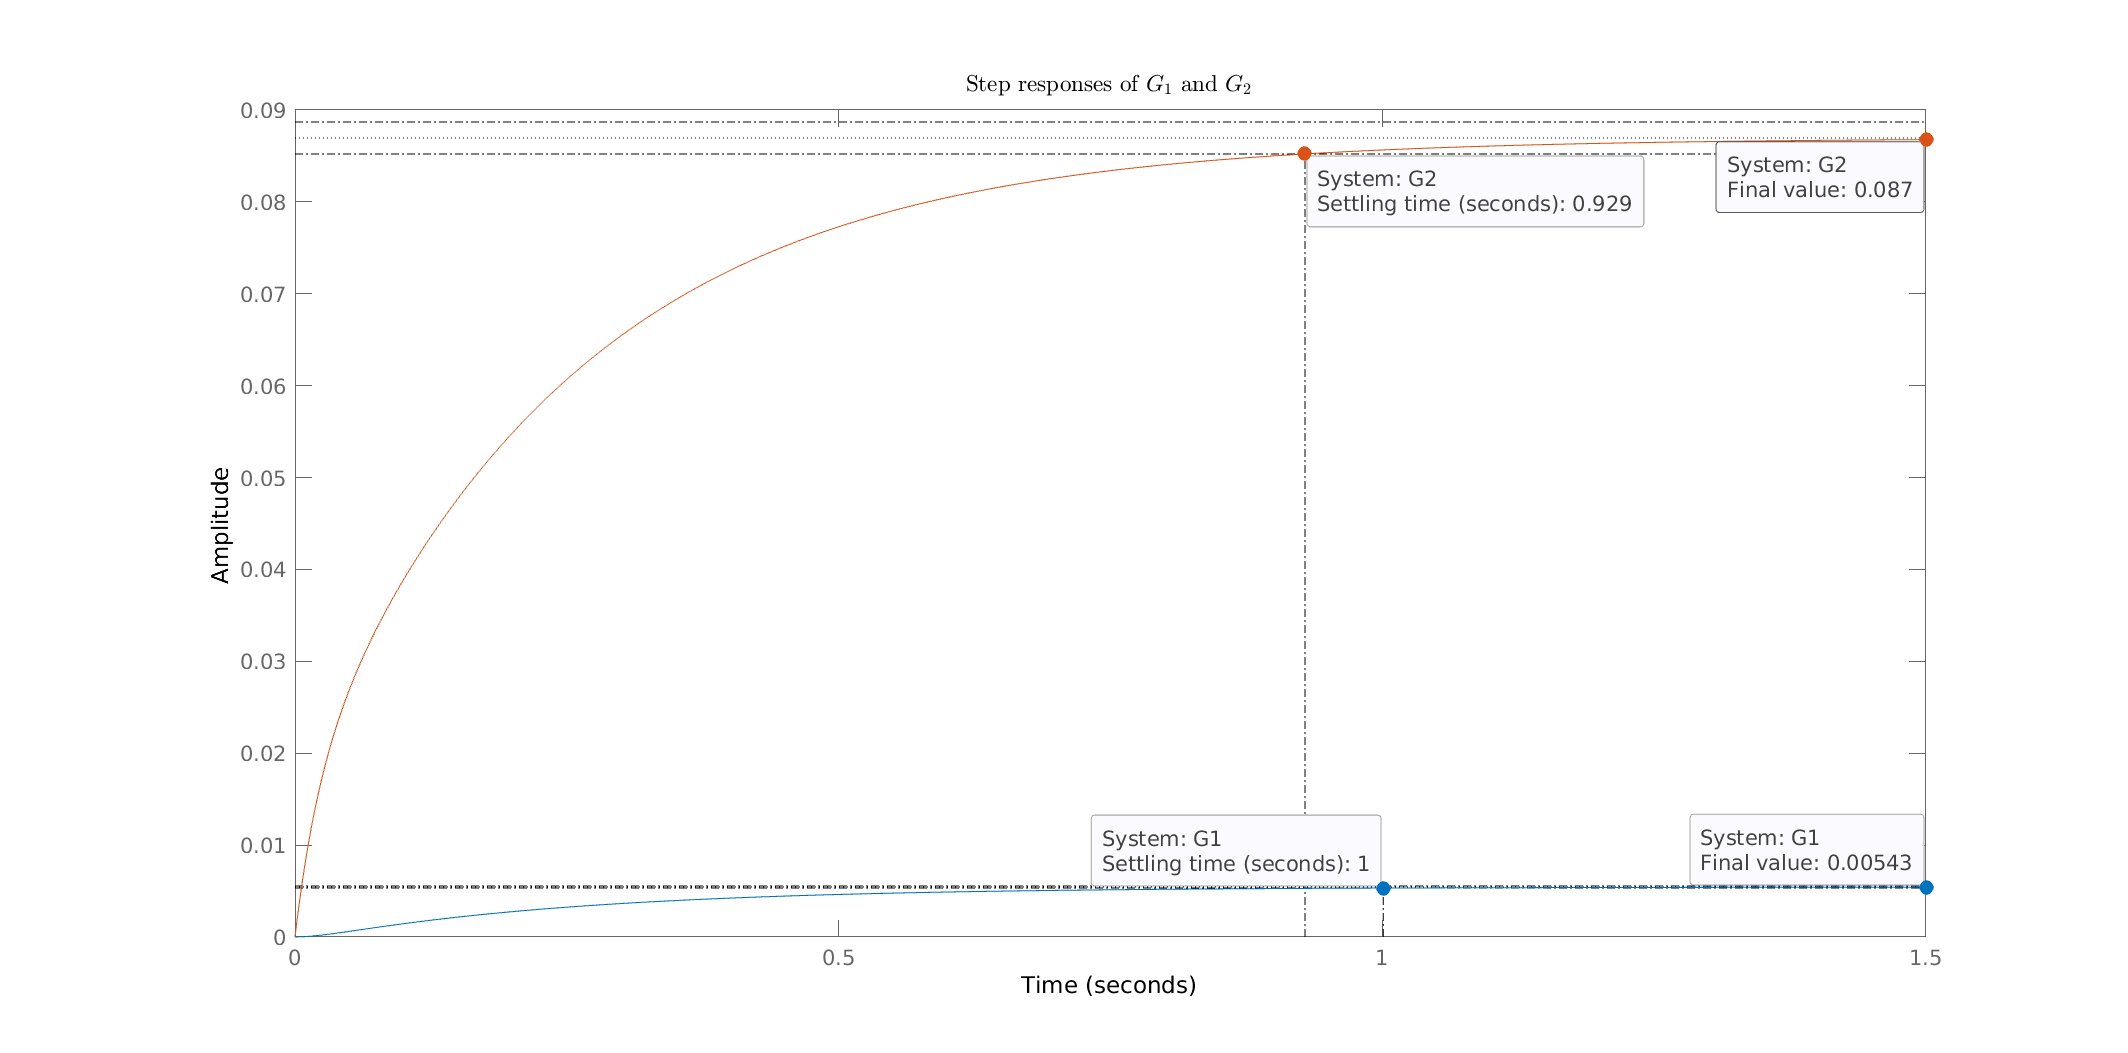 Step responses of G₁ and G₂
0.09
0.08
0.07
0.06
0.05
0.04
0.03
0.02
0.01
0
Amplitude
System: G2
Settling time (seconds): 0.929
System: G2
Final value: 0.087
System: G1
Settling time (seconds): 1
System: G1
Final value: 0.00543
0 0.5 1 1.5
Time (seconds)